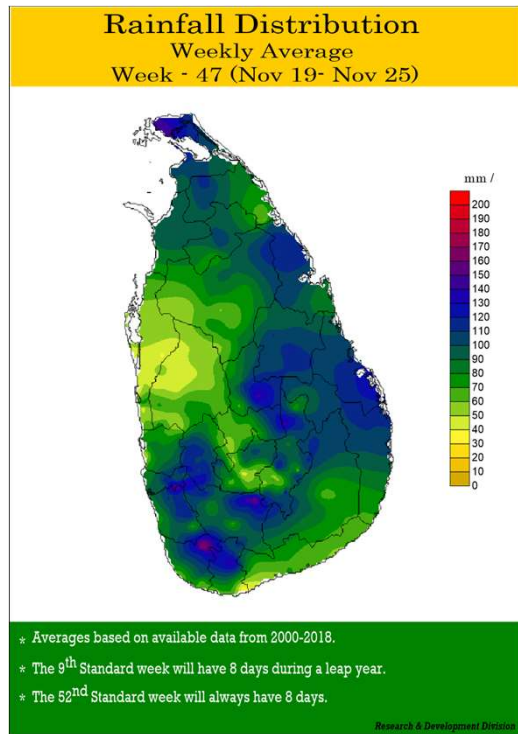 Rainfall Distribution
Weekly Average
Week - 47 (Nov 19- Nov 25)
mm /
200
190
180
170
160
150
140
130
120
110
100
90
80
70
60
50
40
30
20
10
0
* Averages based on available data from 2000-2018.
* The 9th Standard week will have 8 days during a leap year.
* The 52nd Standard week will always have 8 days.
Research & Development Division